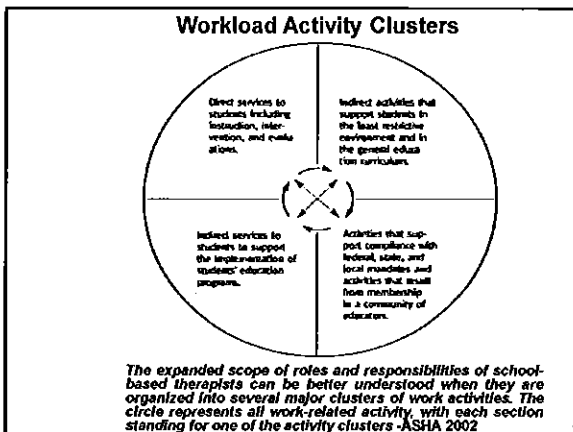 Workload Activity Clusters
Direct services to
students including
instruction, inter-
vention, and evalu-
ations.
Indirect activities that
support students in
the least restrictive
environment and in
the general educa
tion curriculum.
Indirect services to
students to support
the implementation of
students' education
programs.
Activities that sup-
port compliance with
federal, state, and
local mandates and
activities that result
from membership
in a community of
educators.
The expanded scope of roles and responsibilities of school-
based therapists can be better understood when they are
organized into several major clusters of work activities. The
circle represents all work-related activity, with each section
standing for one of the activity clusters -ASHA 2002